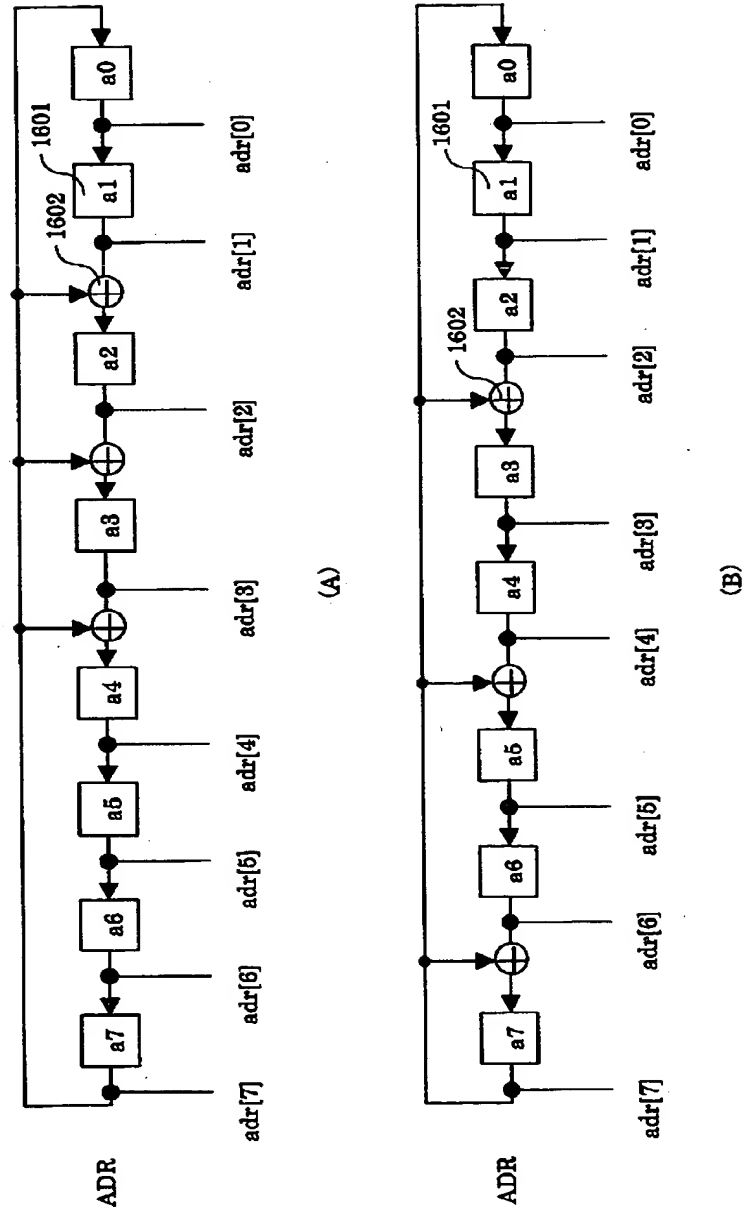 ADR
a7
a6
a5
a4
a3
a2
a1
a0
1602
1601
adr[7]
adr[6]
adr[5]
adr[4]
adr[3]
adr[2]
adr[1]
adr[0]
(A)
ADR
a7
a6
a5
a4
a3
a2
a1
a0
1602
1601
adr[7]
adr[6]
adr[5]
adr[4]
adr[3]
adr[2]
adr[1]
adr[0]
(B)